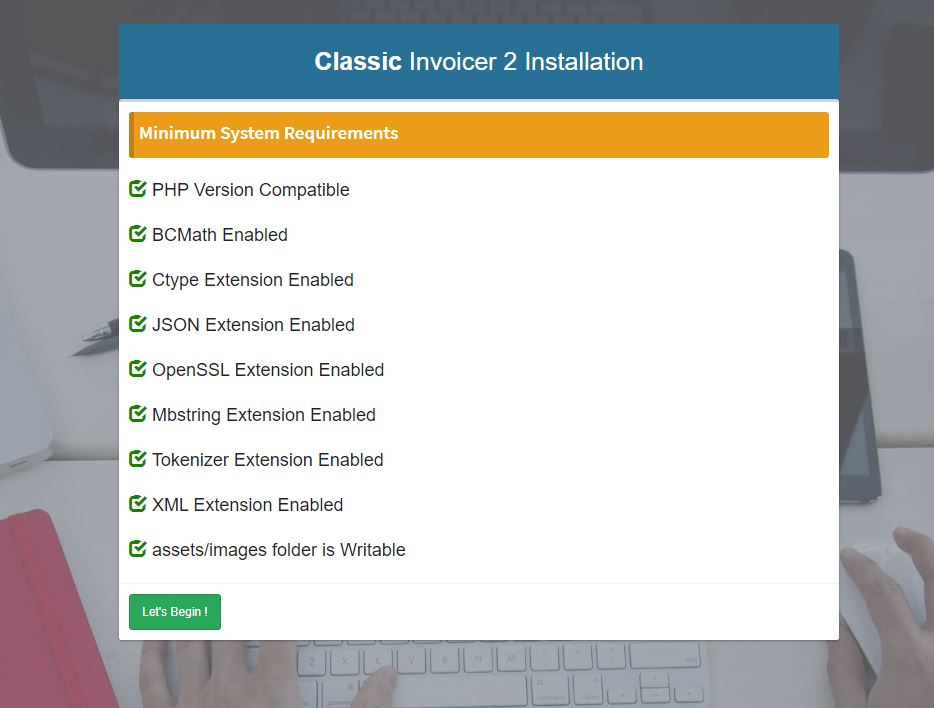 Classic Invoicer 2 Installation
Minimum System Requirements
PHP Version Compatible
BCMath Enabled
Ctype Extension Enabled
JSON Extension Enabled
OpenSSL Extension Enabled
Mbstring Extension Enabled
Tokenizer Extension Enabled
XML Extension Enabled
assets/images folder is Writable
Let's Begin !
Z X C V B N M